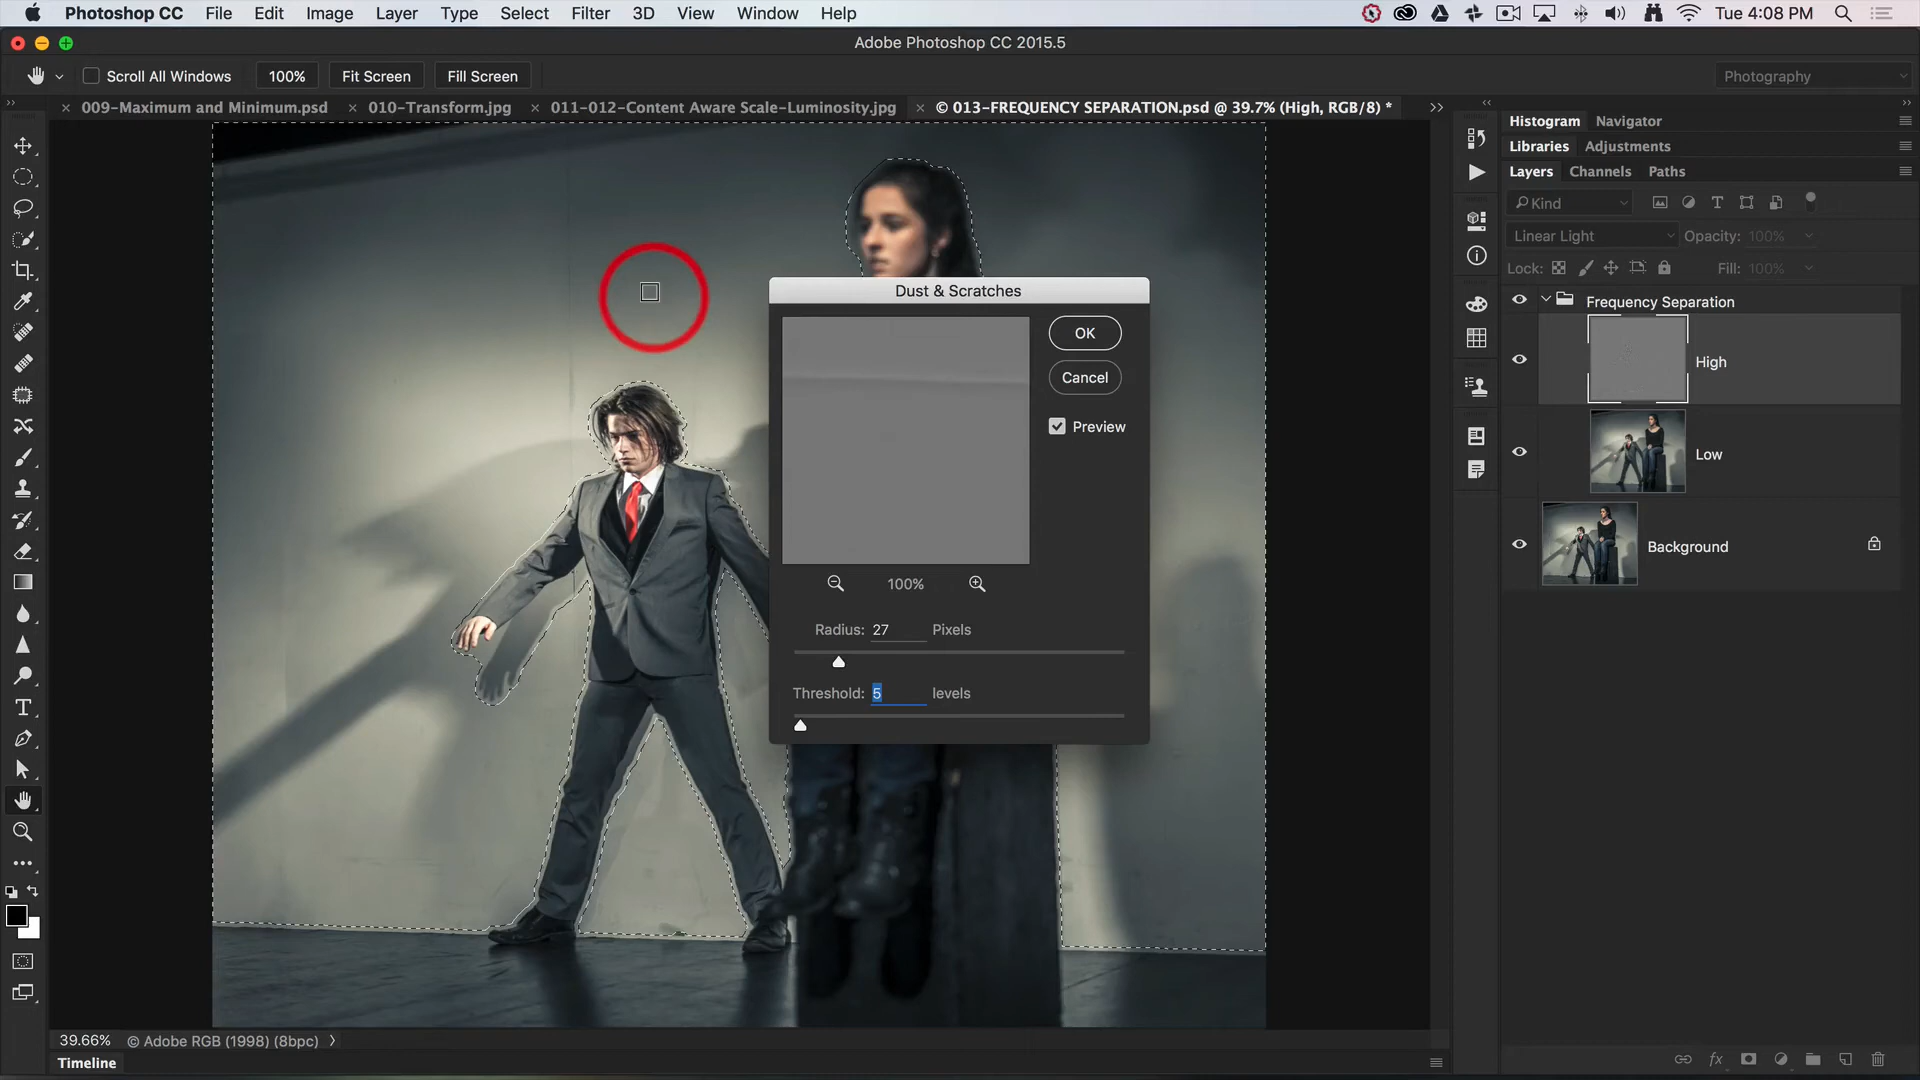 Photoshop CC File Edit Image Layer Type Select Filter 3D View Window Help Tue 4:08 PM
Adobe Photoshop CC 2015.5
Scroll All Windows 100% Fit Screen Fill Screen Photography
009-Maximum and Minimum.psd 010-Transform.jpg 011-012-Content Aware Scale-Luminosity.jpg © 013-FREQUENCY SEPARATION.psd @ 39.7% (High, RGB/8) *
Histogram Navigator
Libraries Adjustments
Layers Channels Paths
Kind
Linear Light Opacity: 100%
Lock: Fill: 100%
Frequency Separation
High
Low
Background
Dust & Scratches
OK
Cancel
Preview
100%
Radius: 27 Pixels
Threshold: 5 levels
39.66% © Adobe RGB (1998) (8bpc)
Timeline